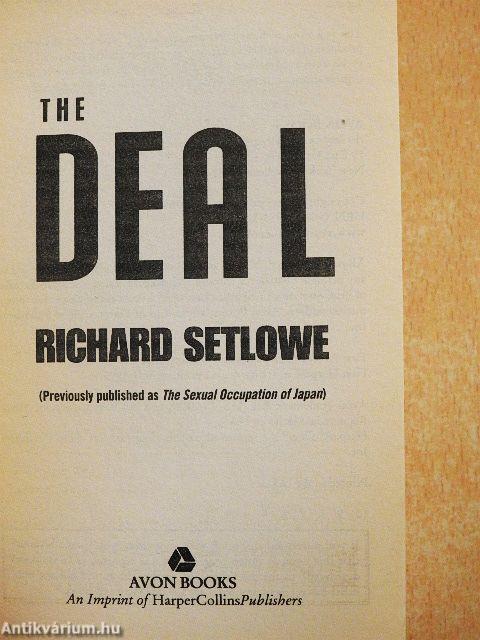 THE
DEAL
RICHARD SETLOWE
(Previously published as The Sexual Occupation of Japan)
AVON BOOKS
An Imprint of HarperCollinsPublishers
Antikvárium.hu